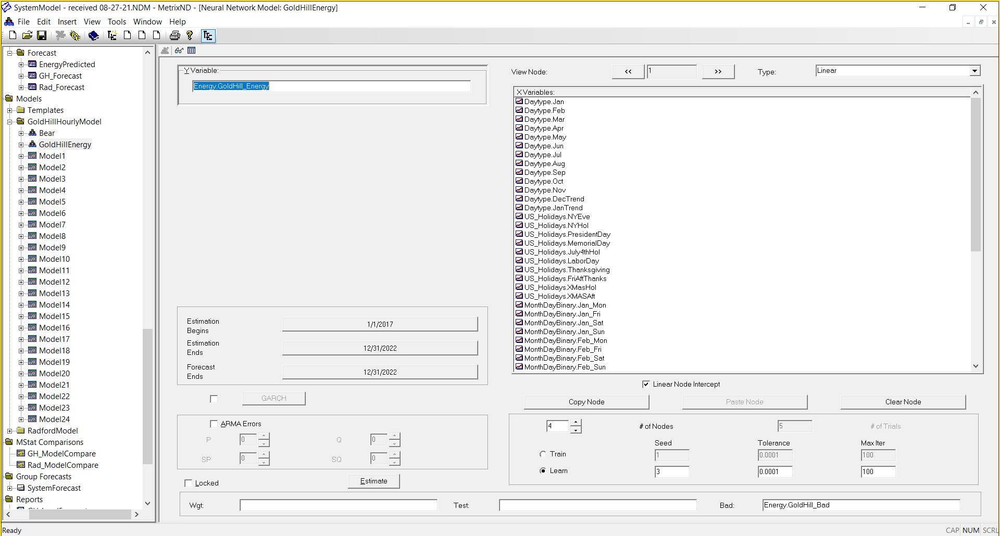 SystemModel - received 08-27-21.NDM - MetrixND - [Neural Network Model: GoldHillEnergy]
File Edit Insert View Tools Window Help
Forecast
EnergyPredicted
GH_Forecast
Rad_Forecast
Models
Templates
GoldHillHourlyModel
Bear
GoldHillEnergy
Model1
Model2
Model3
Model4
Model5
Model6
Model7
Model8
Model9
Model10
Model11
Model12
Model13
Model14
Model15
Model16
Model17
Model18
Model19
Model20
Model21
Model22
Model23
Model24
RadfordModel
MStat Comparisons
GH_ModelCompare
Rad_ModelCompare
Group Forecasts
SystemForecast
Reports
Y Variable:
Energy.GoldHill_Energy
Estimation Begins
1/1/2017
Estimation Ends
12/31/2022
Forecast Ends
12/31/2022
GARCH
ARMA Errors
P 0 Q 0
SP 0 SQ 0
Locked
Estimate
View Node: << 1 >> Type: Linear
X Variables:
Daytype.Jan
Daytype.Feb
Daytype.Mar
Daytype.Apr
Daytype.May
Daytype.Jun
Daytype.Jul
Daytype.Aug
Daytype.Sep
Daytype.Oct
Daytype.Nov
Daytype.DecTrend
Daytype.JanTrend
US_Holidays.NYEve
US_Holidays.NYHol
US_Holidays.PresidentDay
US_Holidays.MemorialDay
US_Holidays.July4thHol
US_Holidays.LaborDay
US_Holidays.Thanksgiving
US_Holidays.FriAftThanks
US_Holidays.XMasHol
US_Holidays.XMASAft
MonthDayBinary.Jan_Mon
MonthDayBinary.Jan_Fri
MonthDayBinary.Jan_Sat
MonthDayBinary.Jan_Sun
MonthDayBinary.Feb_Mon
MonthDayBinary.Feb_Fri
MonthDayBinary.Feb_Sat
MonthDayBinary.Feb_Sun
Linear Node Intercept
Copy Node Paste Node Clear Node
4 # of Nodes 5 # of Trials
Seed Tolerance Max Iter
Train 1 0.0001 100
Learn 3 0.0001 100
Wgt: Test: Bad: Energy.GoldHill_Bad
Ready
CAP NUM SCRL